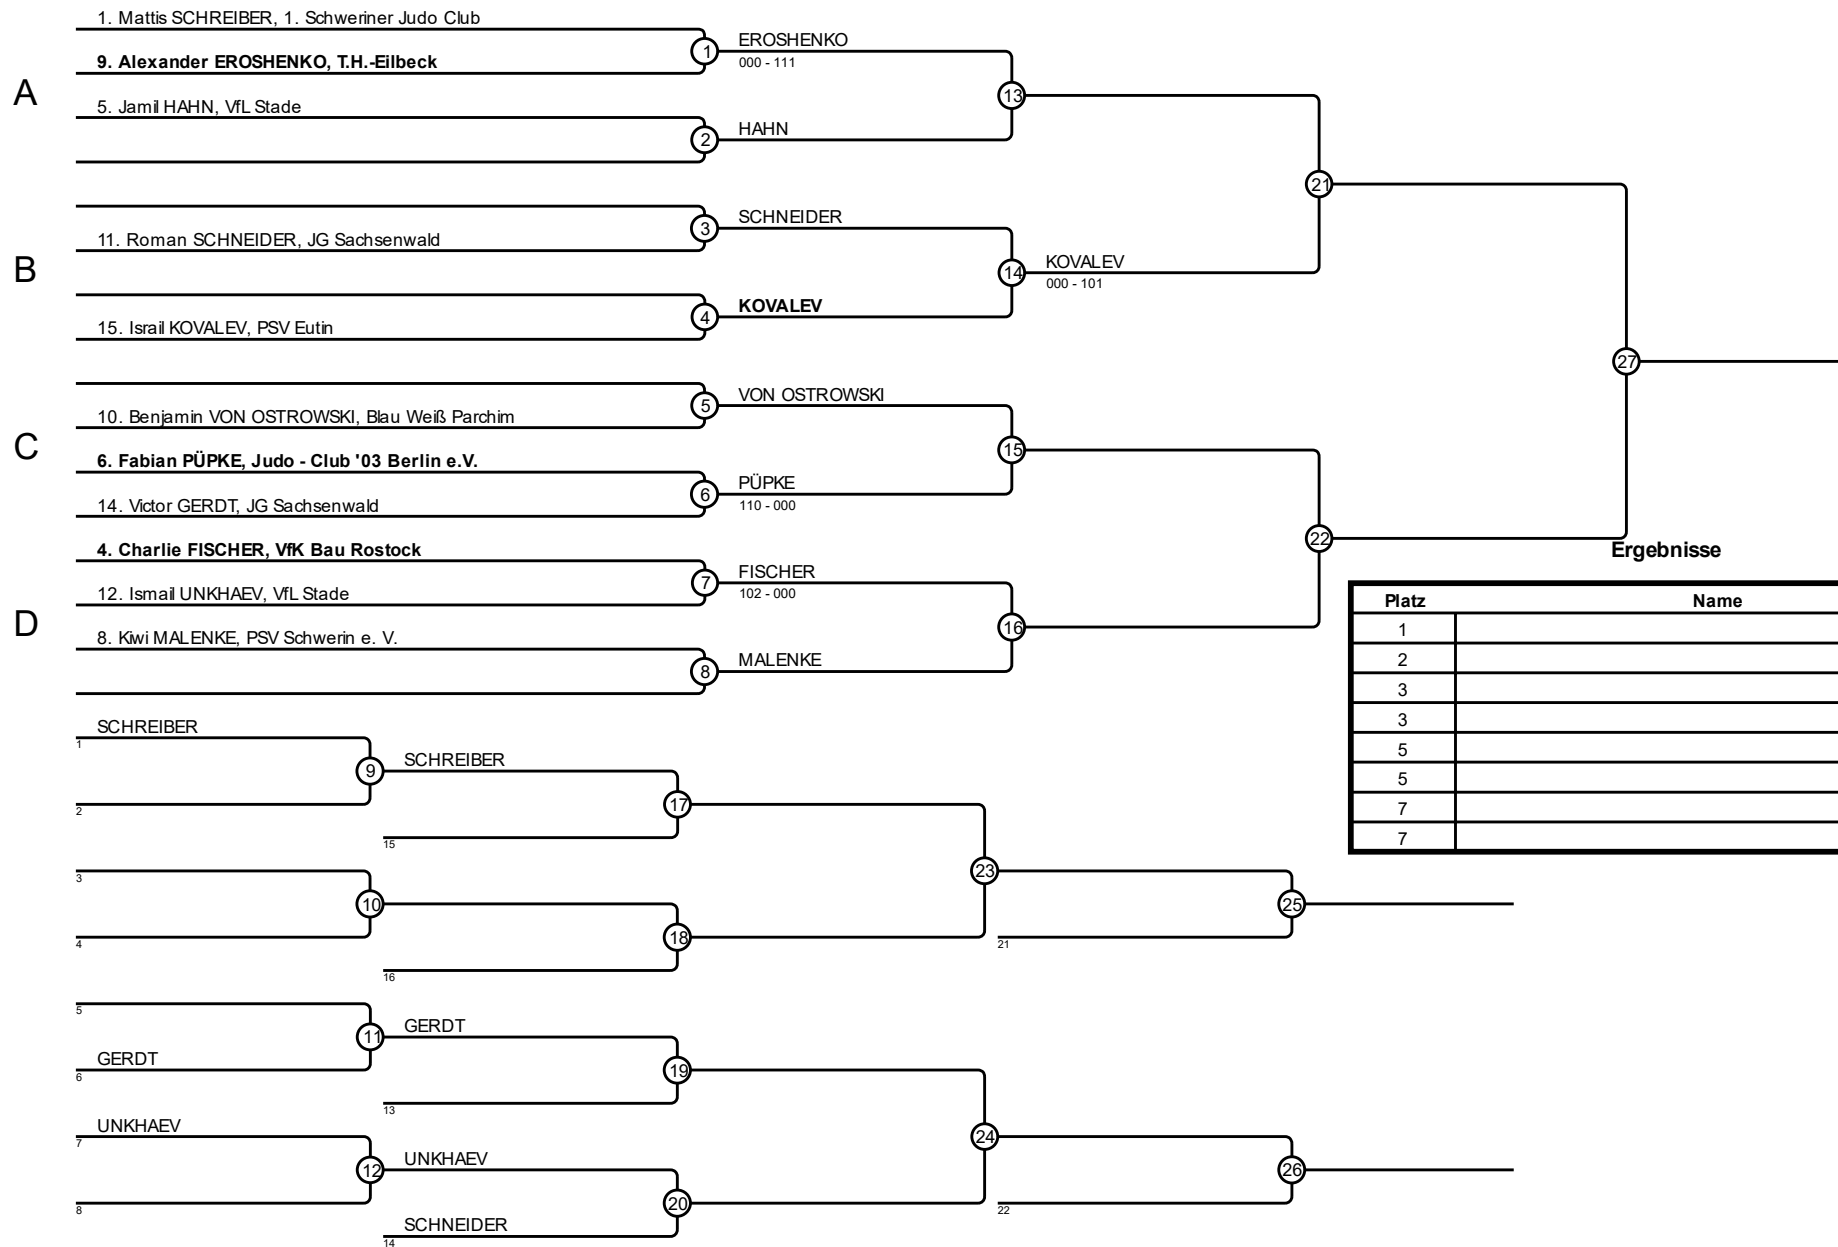 1. Mattis SCHREIBER, 1. Schweriner Judo Club
1
EROSHENKO
000 - 111
9. Alexander EROSHENKO, T.H.-Eilbeck
A
13
5. Jamil HAHN, VfL Stade
2
HAHN
21
3
SCHNEIDER
11. Roman SCHNEIDER, JG Sachsenwald
B
14
KOVALEV
000 - 101
4
KOVALEV
15. Israil KOVALEV, PSV Eutin
27
5
VON OSTROWSKI
10. Benjamin VON OSTROWSKI, Blau Weiß Parchim
C
15
6. Fabian PÜPKE, Judo - Club '03 Berlin e.V.
6
PÜPKE
110 - 000
14. Victor GERDT, JG Sachsenwald
22
4. Charlie FISCHER, VfK Bau Rostock
7
FISCHER
102 - 000
12. Ismail UNKHAEV, VfL Stade
D
16
8. Kiwi MALENKE, PSV Schwerin e. V.
8
MALENKE
Ergebnisse
Platz Name
1
2
3
3
5
5
7
7
SCHREIBER
1
9
SCHREIBER
2
17
15
3
23
10
25
4
18
21
16
5
11
GERDT
GERDT
6
19
13
UNKHAEV
7
24
12
UNKHAEV
26
8
20
22
SCHNEIDER
14